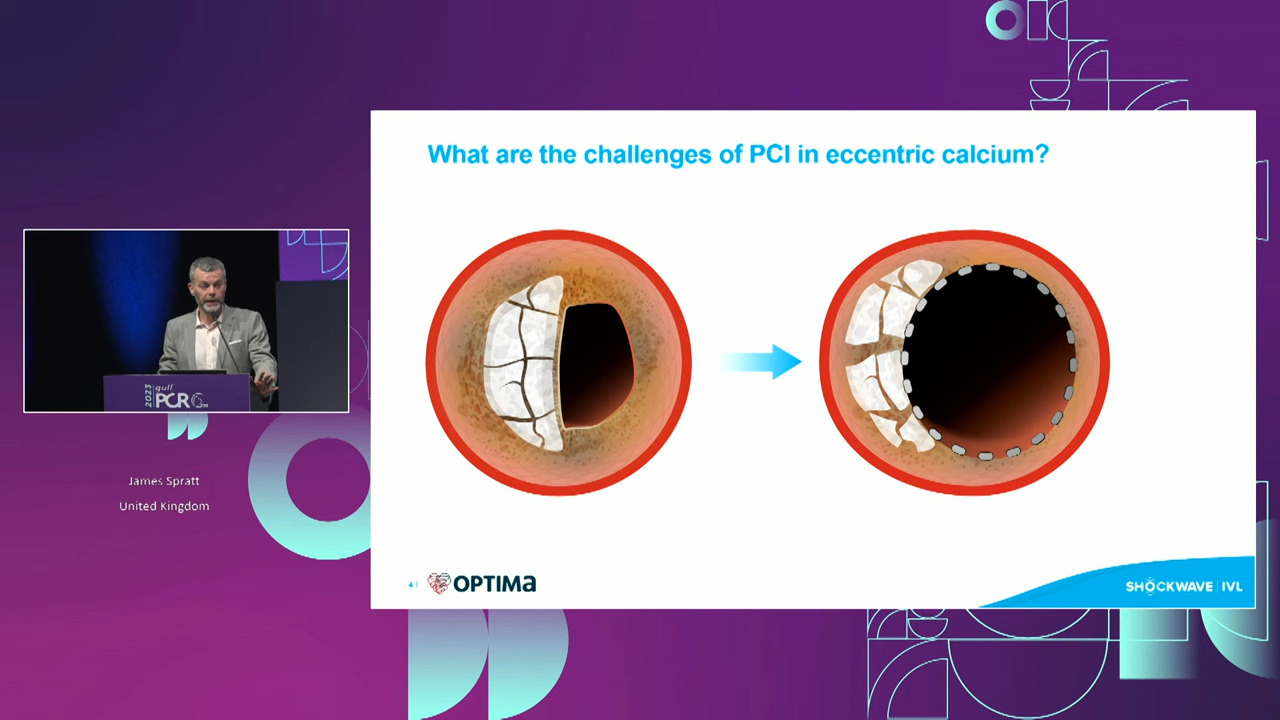 What are the challenges of PCI in eccentric calcium?
2023 gulf
PCR
James Spratt
United Kingdom
4 |
OPTIMA
SHOCKWAVE | IVL